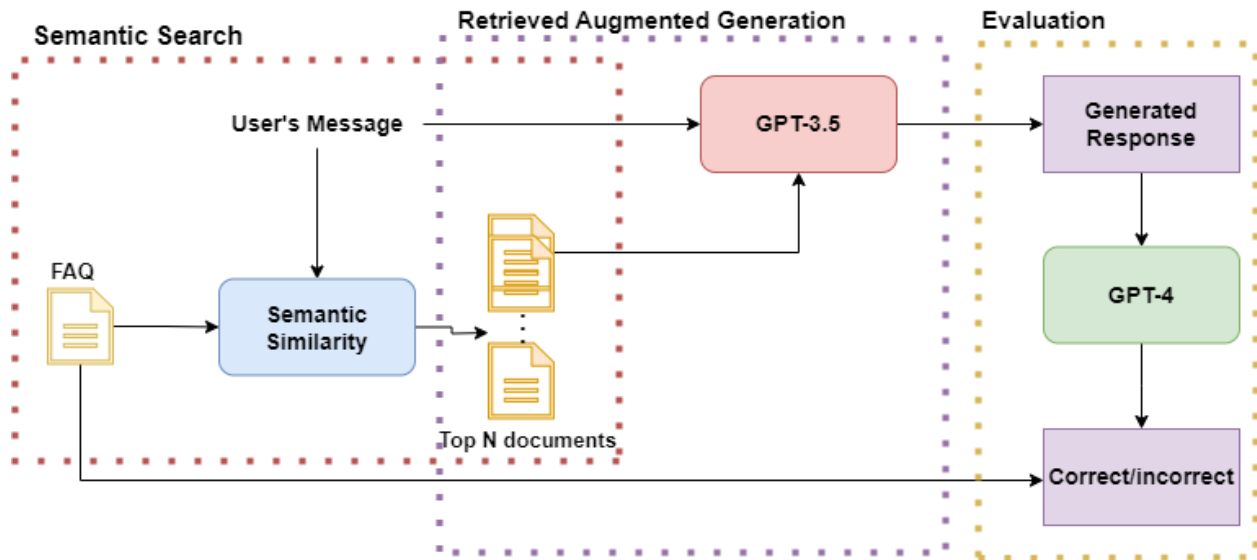 Semantic Search
Retrieved Augmented Generation
Evaluation
User's Message
GPT-3.5
Generated
Response
FAQ
Semantic
Similarity
GPT-4
Top N documents
Correct/incorrect